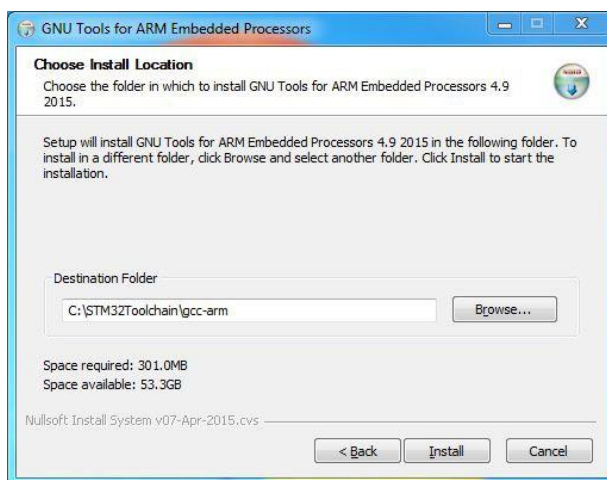 GNU Tools for ARM Embedded Processors
Choose Install Location
Choose the folder in which to install GNU Tools for ARM Embedded Processors 4.9
2015.
Setup will install GNU Tools for ARM Embedded Processors 4.9 2015 in the following folder. To
install in a different folder, click Browse and select another folder. Click Install to start the
installation.
Destination Folder
C:\STM32Toolchain\gcc-arm
Browse...
Space required: 301.0MB
Space available: 53.3GB
Nullsoft Install System v07-Apr-2015.cvs
< Back
Install
Cancel